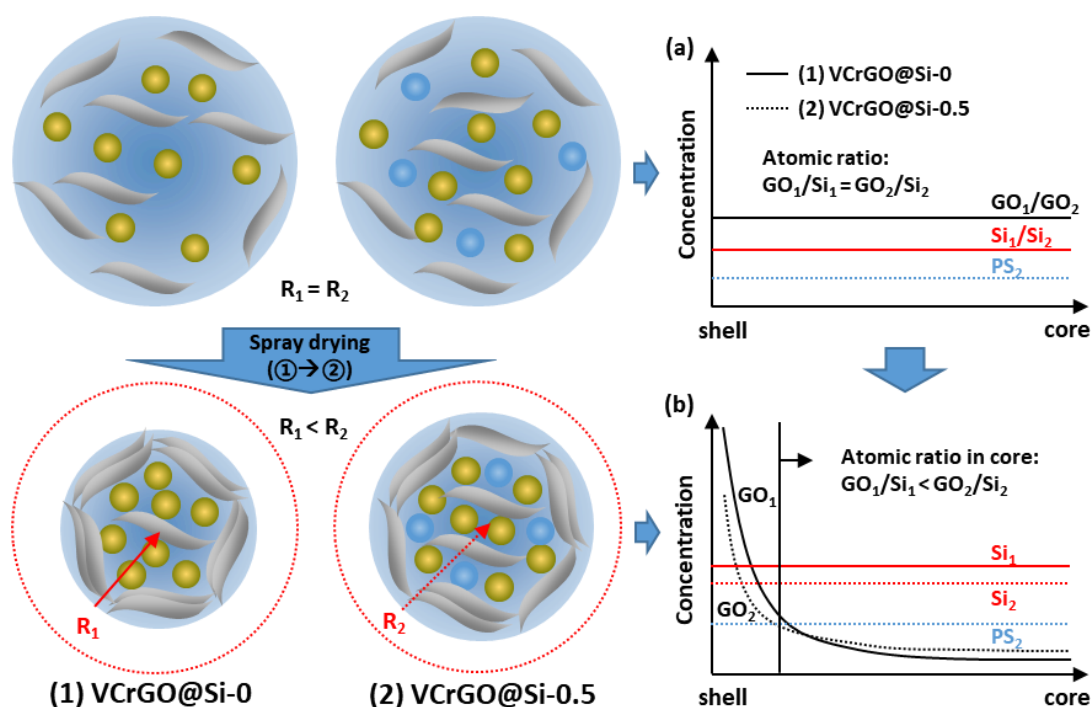 R₁ = R₂
Spray drying
(①→②)
R₁ < R₂
R₁
R₂
(1) VCrGO@Si-0
(2) VCrGO@Si-0.5
(a)
Concentration
(1) VCrGO@Si-0
(2) VCrGO@Si-0.5
Atomic ratio:
GO₁/Si₁ = GO₂/Si₂
GO₁/GO₂
Si₁/Si₂
PS₂
shell
core
(b)
Concentration
Atomic ratio in core:
GO₁/Si₁ < GO₂/Si₂
GO₁
GO₂
Si₁
Si₂
PS₂
shell
core